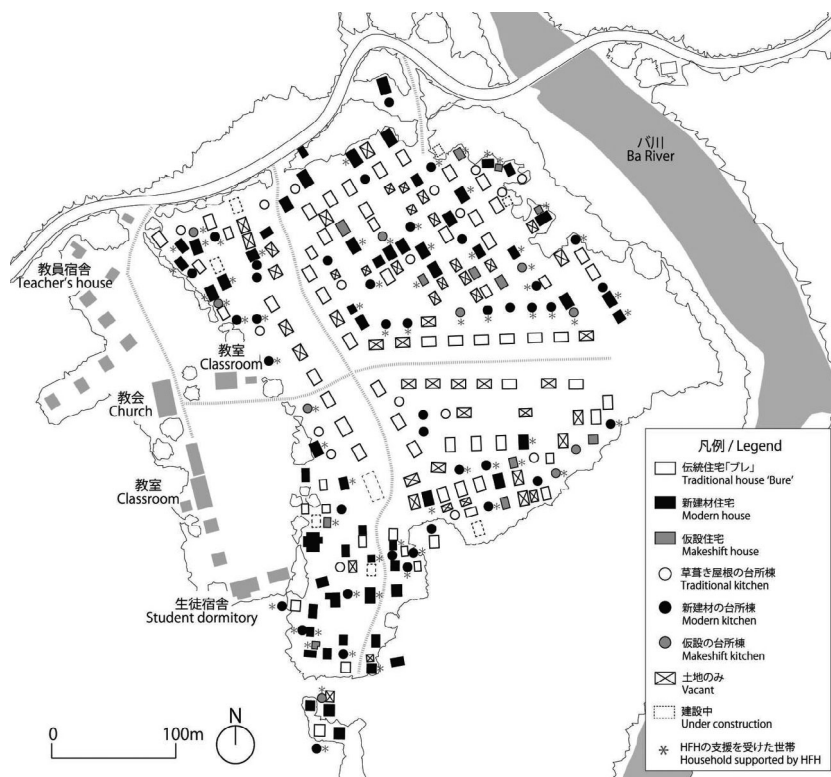 バ川
Ba River
教員宿舎
Teacher's house
教室
Classroom
教会
Church
教室
Classroom
生徒宿舎
Student dormitory
0 100m
N
凡例 / Legend
伝統住宅「ブレ」
Traditional house 'Bure'
新建材住宅
Modern house
仮設住宅
Makeshift house
草葺き屋根の台所棟
Traditional kitchen
新建材の台所棟
Modern kitchen
仮設の台所棟
Makeshift kitchen
土地のみ
Vacant
建設中
Under construction
HFHの支援を受けた世帯
Household supported by HFH